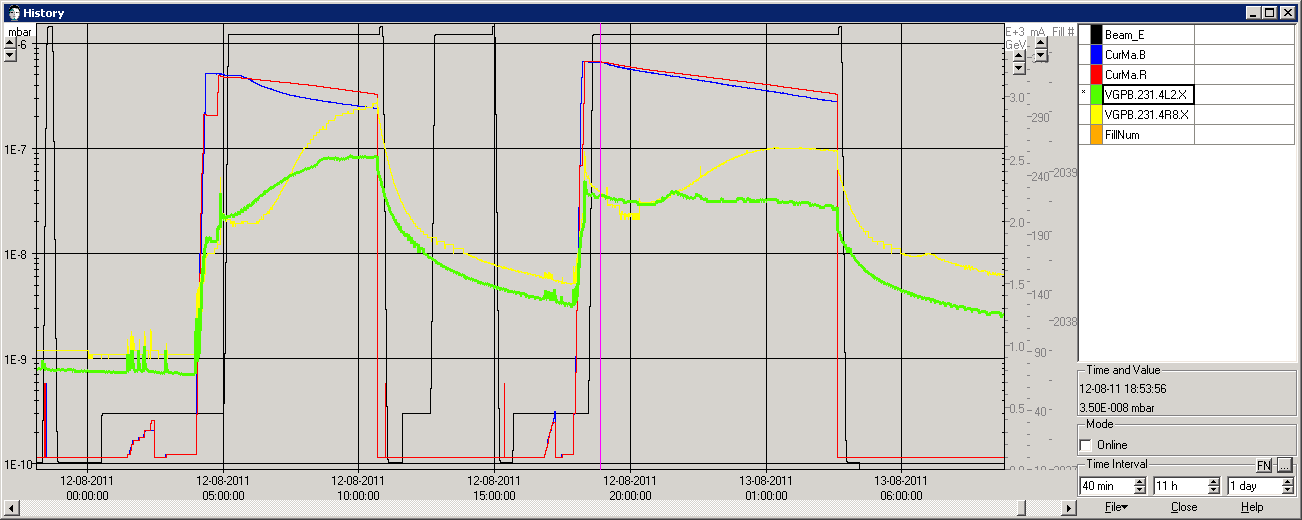 History
mbar
E+3 mA Fill #
GeV
E-6
1E-7
1E-8
1E-9
1E-10
3.0
2.5
2.0
1.5
1.0
0.5
290
240
190
140
90
40
2039
2038
12-08-2011 12-08-2011 12-08-2011 12-08-2011 12-08-2011 13-08-2011 13-08-2011
00:00:00 05:00:00 10:00:00 15:00:00 20:00:00 01:00:00 06:00:00
Beam_E
CurMa.B
CurMa.R
* VGPB.231.4L2.X
VGPB.231.4R8.X
FillNum
Time and Value
12-08-11 18:53:56
3.50E-008 mbar
Mode
Online
Time Interval FN ...
40 min 11 h 1 day
File Close Help